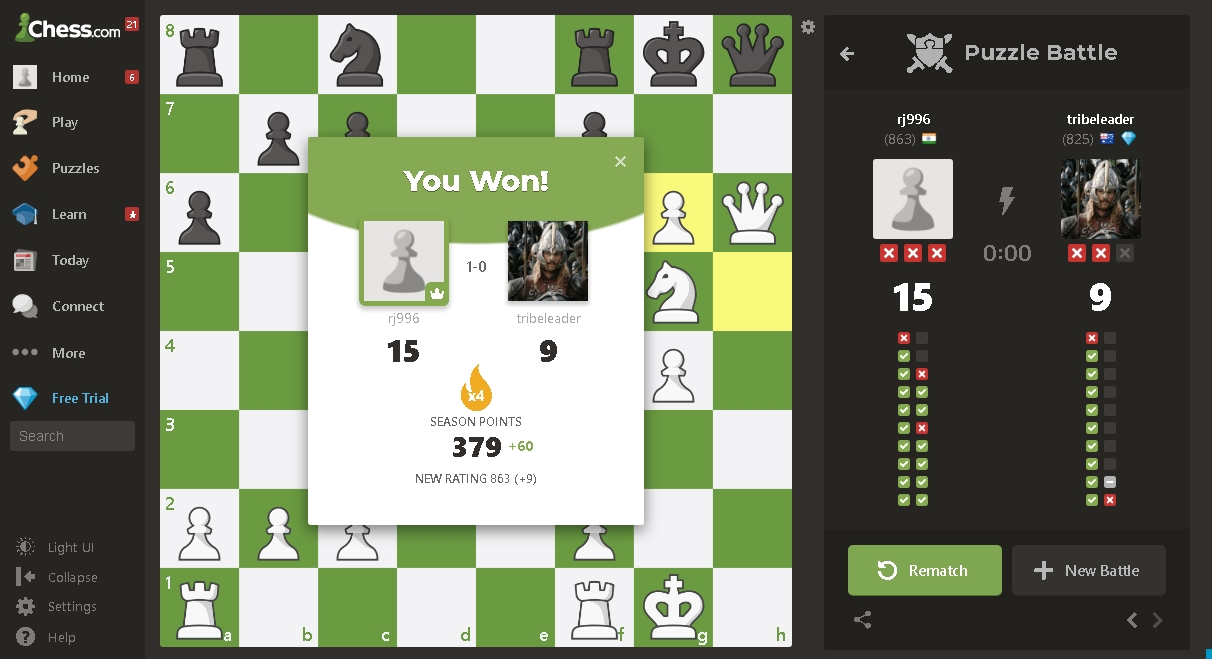 Chess.com 21
Home 6
Play
Puzzles
Learn
Today
Connect
More
Free Trial
Search
Light UI
Collapse
Settings
Help
8
7
6
5
4
3
2
1
a b c d e f g h
You Won!
1-0
rj996 tribeleader
15 9
x4
SEASON POINTS
379 +60
NEW RATING 863 (+9)
Puzzle Battle
rj996 tribeleader
(863) (825)
0:00
15 9
Rematch New Battle